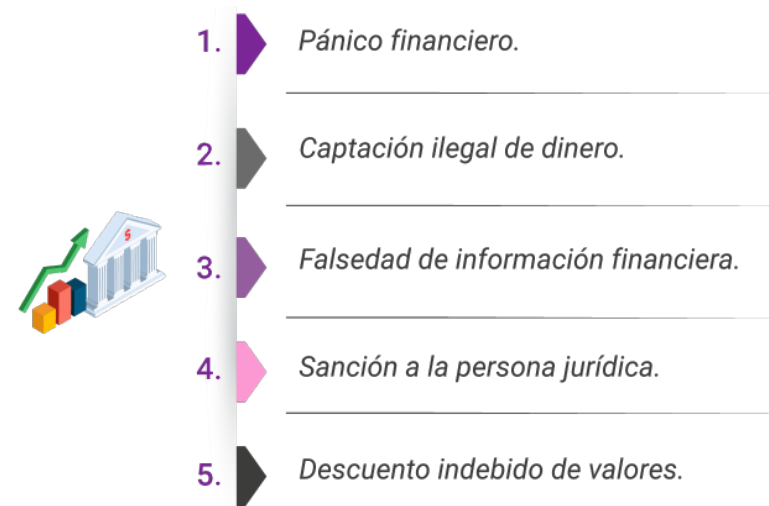 1. Pánico financiero.
2. Captación ilegal de dinero.
3. Falsedad de información financiera.
4. Sanción a la persona jurídica.
5. Descuento indebido de valores.
$